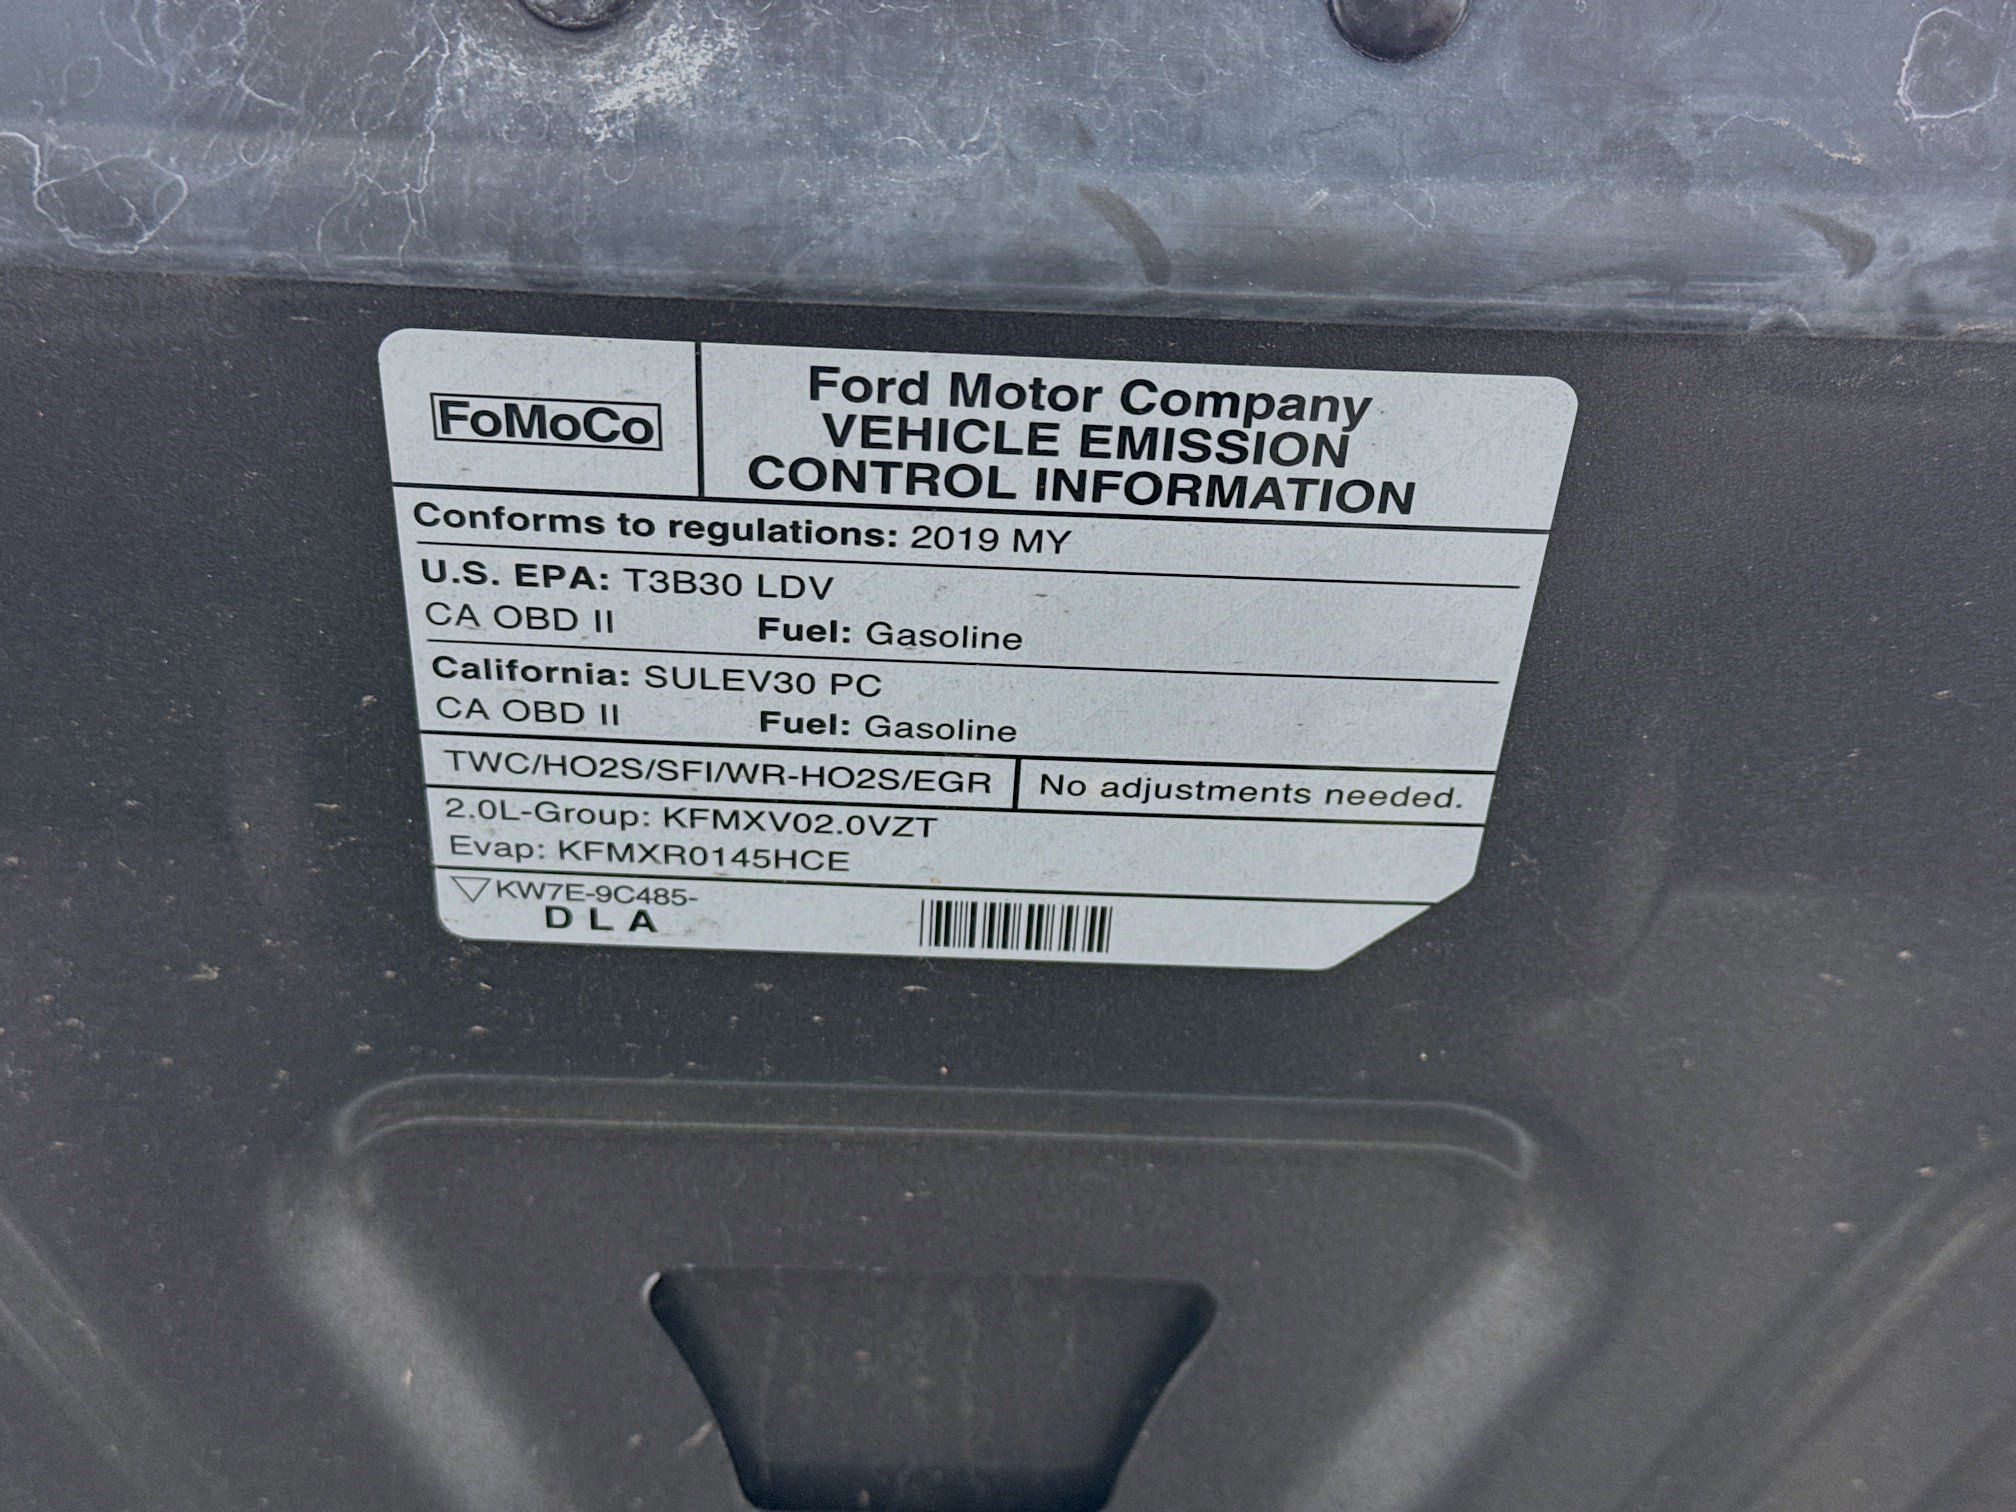 FoMoCo
Ford Motor Company
VEHICLE EMISSION
CONTROL INFORMATION
Conforms to regulations: 2019 MY
U.S. EPA: T3B30 LDV
CA OBD II Fuel: Gasoline
California: SULEV30 PC
CA OBD II Fuel: Gasoline
TWC/HO2S/SFI/WR-HO2S/EGR
No adjustments needed.
2.0L-Group: KFMXV02.0VZT
Evap: KFMXR0145HCE
KW7E-9C485-
D L A